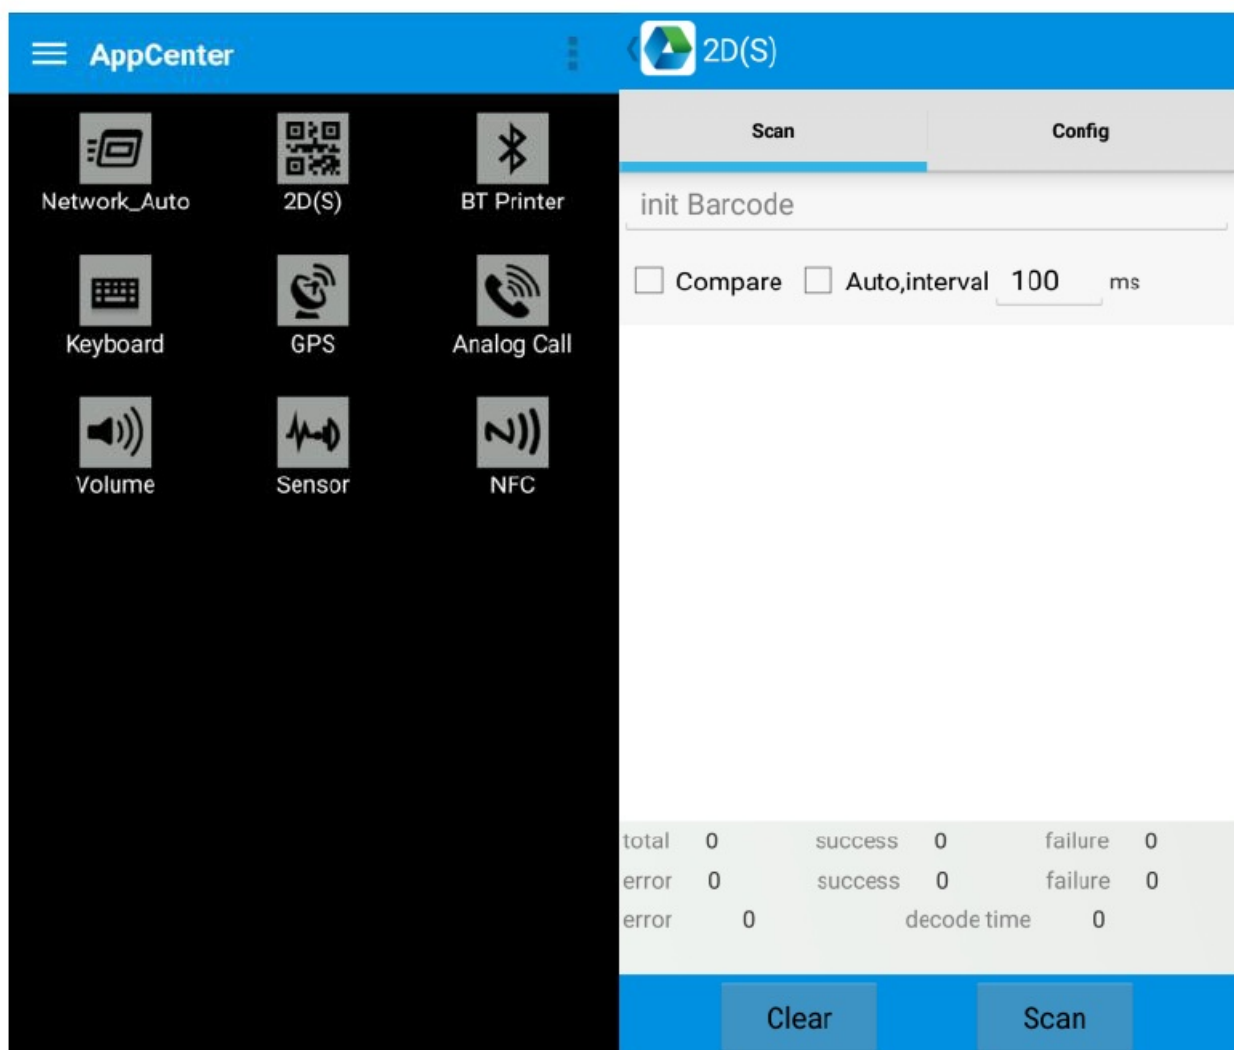 AppCenter
Network_Auto 2D(S) BT Printer
Keyboard GPS Analog Call
Volume Sensor NFC
2D(S)
Scan Config
init Barcode
Compare Auto,interval 100 ms
total 0 success 0 failure 0
error 0 success 0 failure 0
error 0 decode time 0
Clear Scan